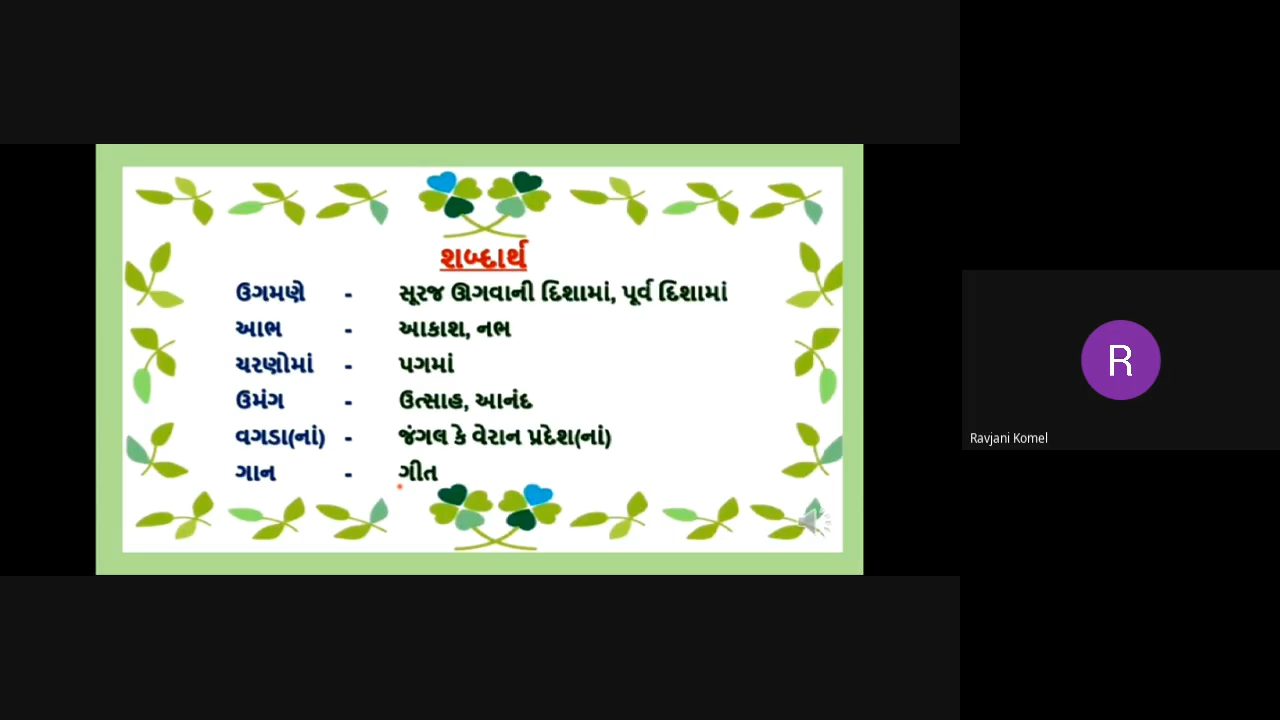 શબ્દાર્થ
ઉગમણે - સૂરજ ઊગવાની દિશામાં, પૂર્વ દિશામાં
આભ - આકાશ, નભ
ચરણોમાં - પગમાં
ઉમંગ - ઉત્સાહ, આનંદ
વગડા(નાં) - જંગલ કે વેરાન પ્રદેશ(નાં)
ગાન - ગીત
R
Ravjani Komel